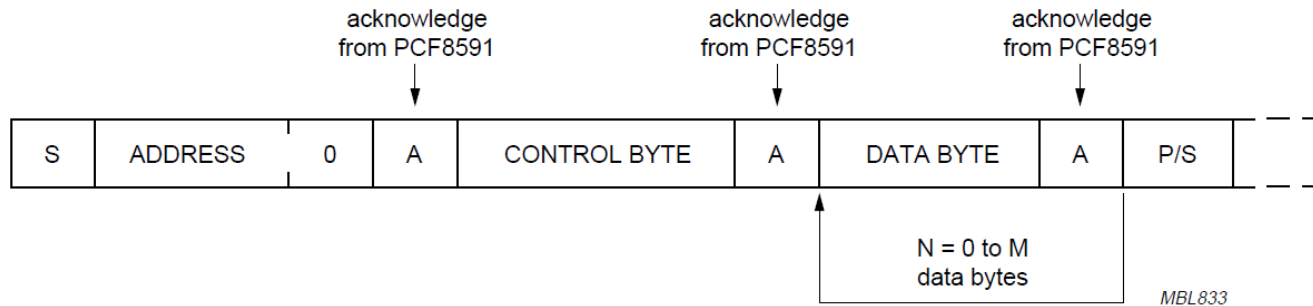 acknowledge
from PCF8591
acknowledge
from PCF8591
acknowledge
from PCF8591
S ADDRESS 0 A CONTROL BYTE A DATA BYTE A P/S
N = 0 to M
data bytes
MBL833